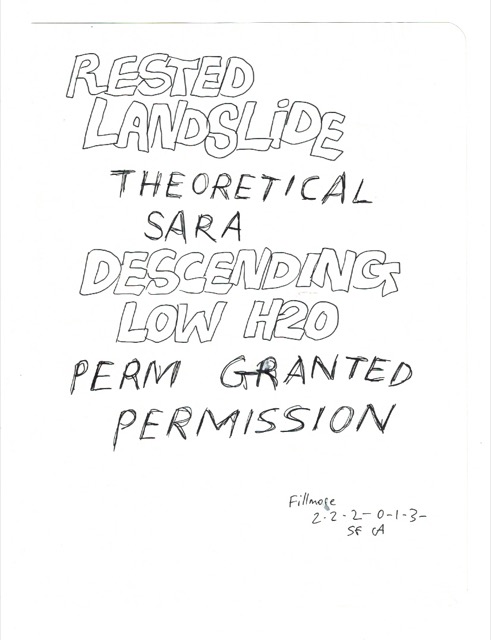 RESTED
LANDSLiDE
THEORETICAL
SARA
DESCENDING
LOW H2O
PERM GRANTED
PERMISSION
Fillmore
2-2-2-0-1-3-
SF CA